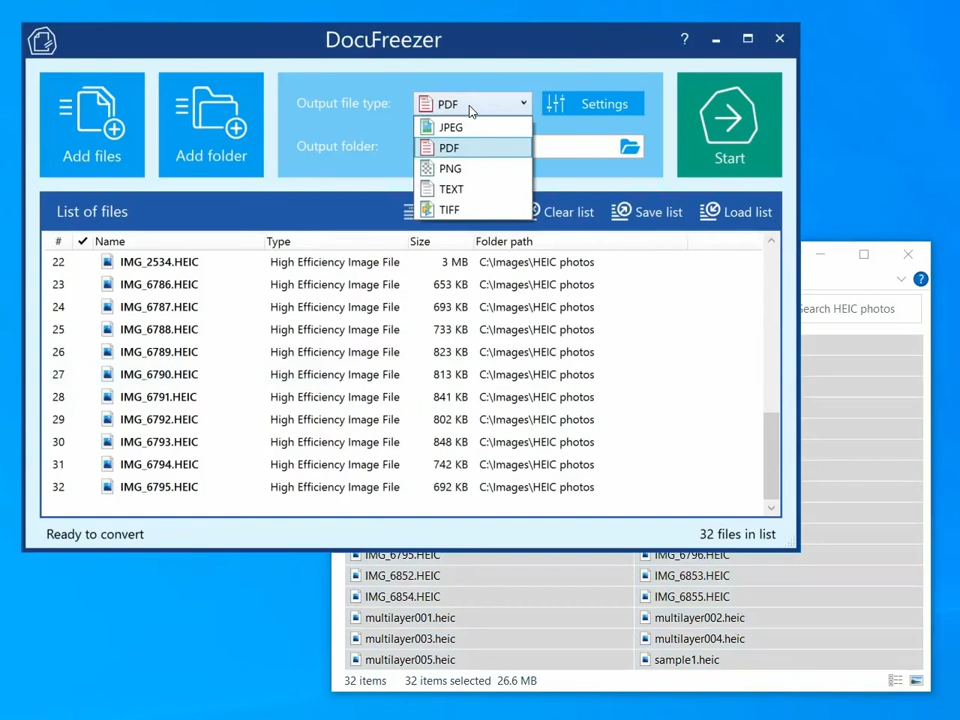 DocuFreezer
?
Add files
Add folder
Output file type:
PDF
Settings
Output folder:
JPEG
PDF
PNG
TEXT
TIFF
Start
List of files
Clear list
Save list
Load list
# Name Type Size Folder path
22 IMG_2534.HEIC High Efficiency Image File 3 MB C:\Images\HEIC photos
23 IMG_6786.HEIC High Efficiency Image File 653 KB C:\Images\HEIC photos
24 IMG_6787.HEIC High Efficiency Image File 693 KB C:\Images\HEIC photos
25 IMG_6788.HEIC High Efficiency Image File 733 KB C:\Images\HEIC photos
26 IMG_6789.HEIC High Efficiency Image File 823 KB C:\Images\HEIC photos
27 IMG_6790.HEIC High Efficiency Image File 813 KB C:\Images\HEIC photos
28 IMG_6791.HEIC High Efficiency Image File 841 KB C:\Images\HEIC photos
29 IMG_6792.HEIC High Efficiency Image File 802 KB C:\Images\HEIC photos
30 IMG_6793.HEIC High Efficiency Image File 848 KB C:\Images\HEIC photos
31 IMG_6794.HEIC High Efficiency Image File 742 KB C:\Images\HEIC photos
32 IMG_6795.HEIC High Efficiency Image File 692 KB C:\Images\HEIC photos
Ready to convert
32 files in list
?
Search HEIC photos
IMG_6795.HEIC IMG_6796.HEIC
IMG_6852.HEIC IMG_6853.HEIC
IMG_6854.HEIC IMG_6855.HEIC
multilayer001.heic multilayer002.heic
multilayer003.heic multilayer004.heic
multilayer005.heic sample1.heic
32 items 32 items selected 26.6 MB